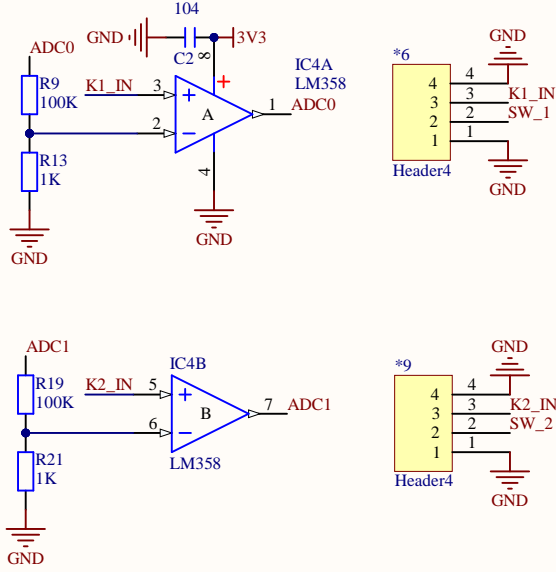 104
GND
3V3
C2
8
ADC0
R9
100K
K1_IN
3
+
+
IC4A
LM358
A
1
ADC0
2
−
R13
1K
4
GND
GND
*6
GND
4
4
3
3
K1_IN
2
2
SW_1
1
1
Header4
GND
ADC1
IC4B
R19
100K
K2_IN
5
+
B
7
ADC1
6
−
LM358
R21
1K
GND
*9
GND
4
4
3
3
K2_IN
2
2
SW_2
1
1
Header4
GND